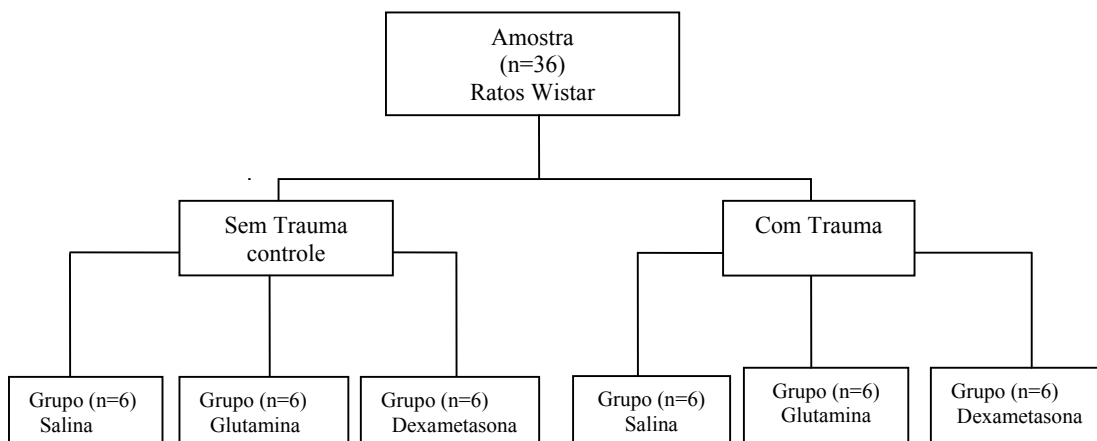 Amostra
(n=36)
Ratos Wistar
Sem Trauma
controle
Com Trauma
Grupo (n=6)
Salina
Grupo (n=6)
Glutamina
Grupo (n=6)
Dexametasona
Grupo (n=6)
Salina
Grupo (n=6)
Glutamina
Grupo (n=6)
Dexametasona